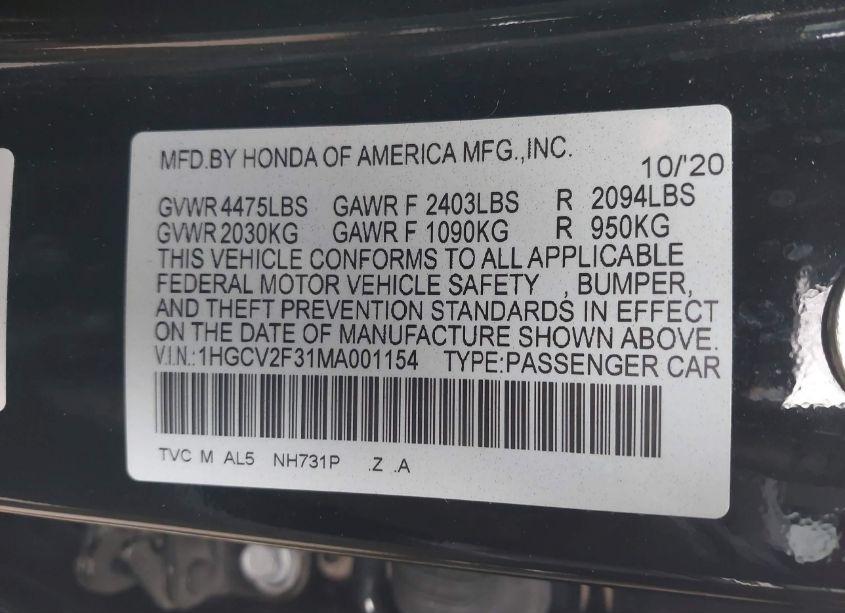 MFD.BY HONDA OF AMERICA MFG.,INC.
10/'20
GVWR 4475LBS GAWR F 2403LBS R 2094LBS
GVWR 2030KG GAWR F 1090KG R 950KG
THIS VEHICLE CONFORMS TO ALL APPLICABLE
FEDERAL MOTOR VEHICLE SAFETY , BUMPER,
AND THEFT PREVENTION STANDARDS IN EFFECT
ON THE DATE OF MANUFACTURE SHOWN ABOVE.
V.I.N.:1HGCV2F31MA001154 TYPE:PASSENGER CAR
TVC M AL5 NH731P .Z .A